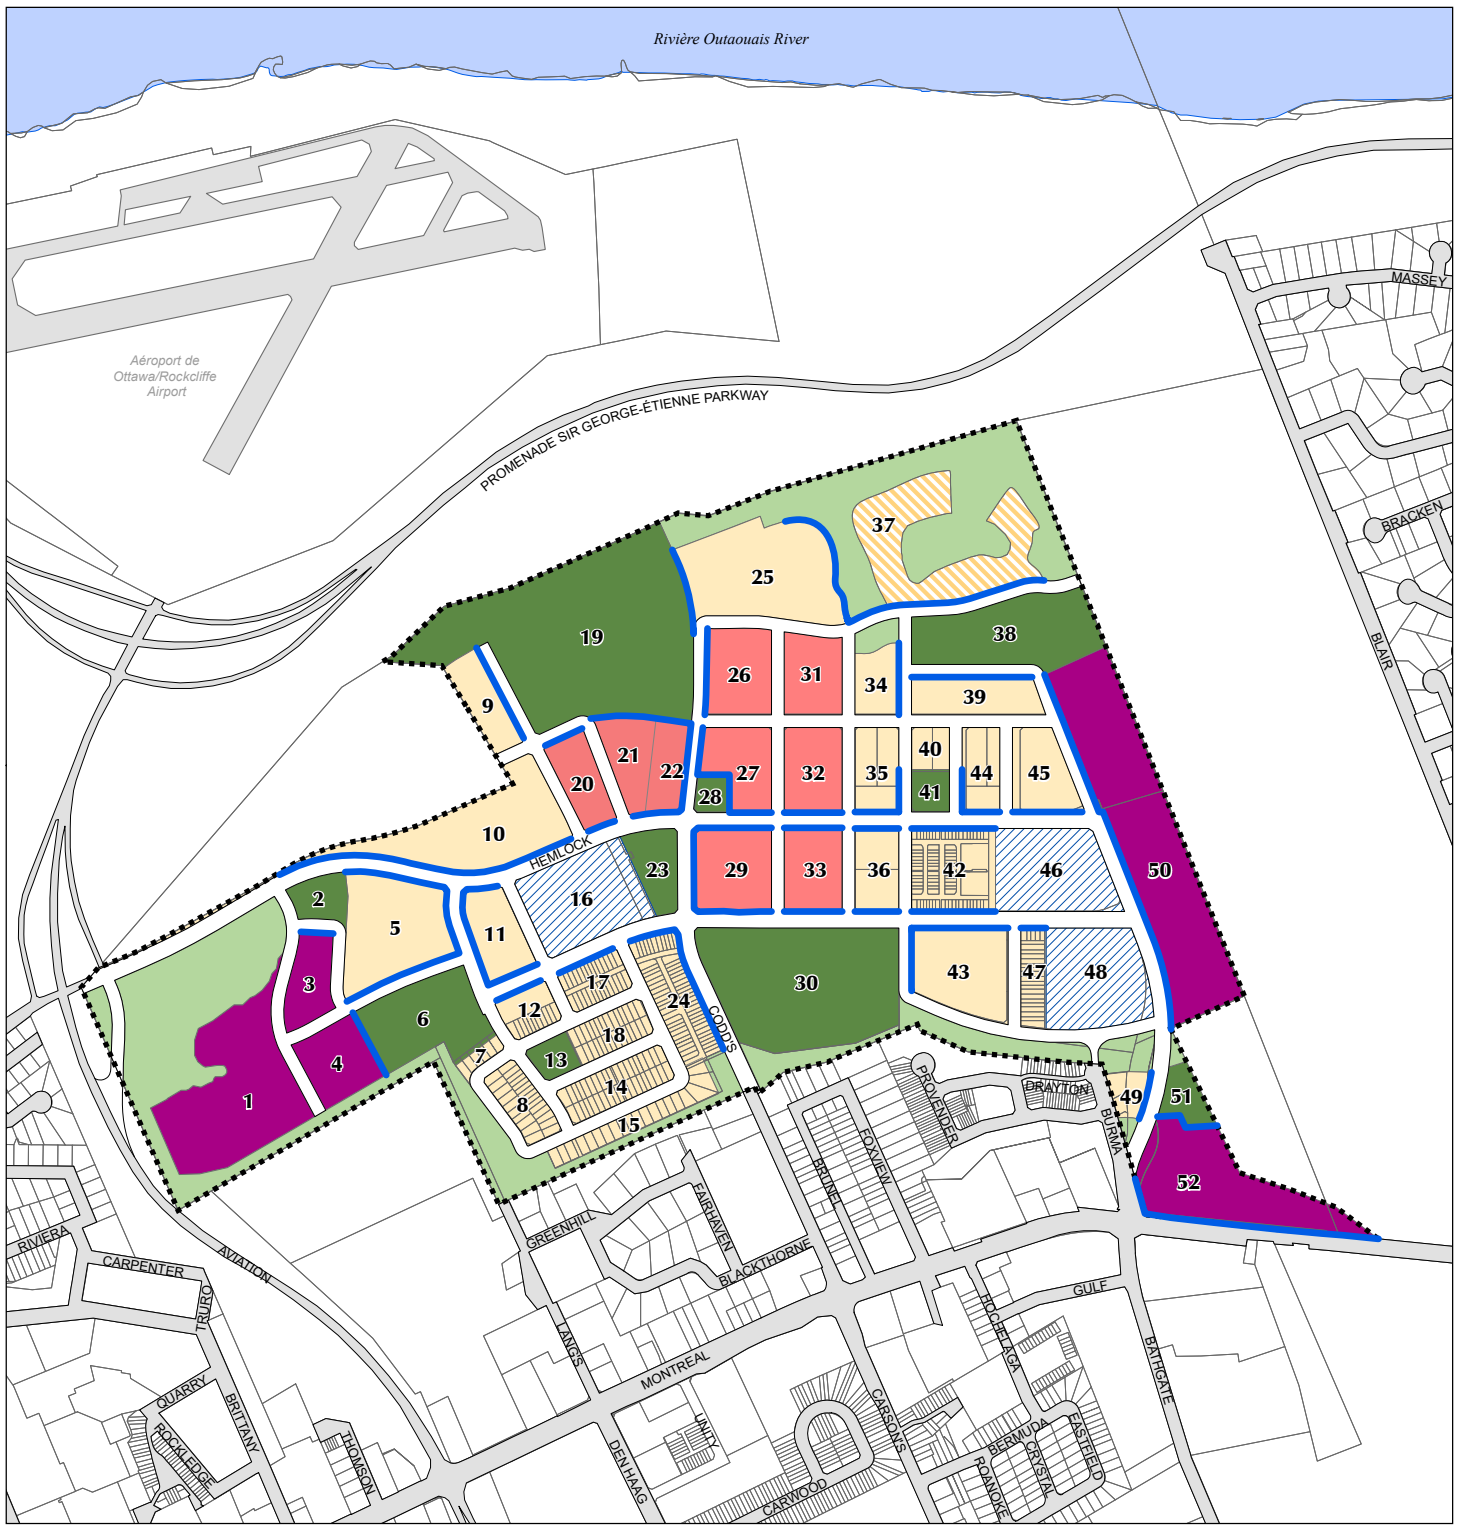 Rivière Outaouais River
MASSEY
Aéroport de
Ottawa/Rockcliffe
Airport
PROMENADE SIR GEORGE-ÉTIENNE PARKWAY
BRACKEN
37
25
BLAIR
19
38
26
31
34
39
9
40
21
20
22
27
32
35
44
45
28
41
10
HEMLOCK
23
29
33
36
42
46
50
2
16
5
11
3
17
43
47
48
30
24
12
6
18
CODD'S
7
13
4
14
PROVENDER
DRAYTON
49
51
1
8
15
BURMA
FOXVIEW
BRUNEL
52
FAIRHAVEN
GREENHILL
RIVIERA
AVIATION
BLACKTHORNE
CARPENTER
GULF
TRURO
HOCHELAGA
LANG'S
MONTREAL
BATHGATE
QUARRY
BRITTANY
CARSON'S
UNITY
BERMUDA
EASTFIELD
ROCKLEDGE
THOMSON
DEN HAAG
CRYSTAL
ROANOKE
CARWOOD